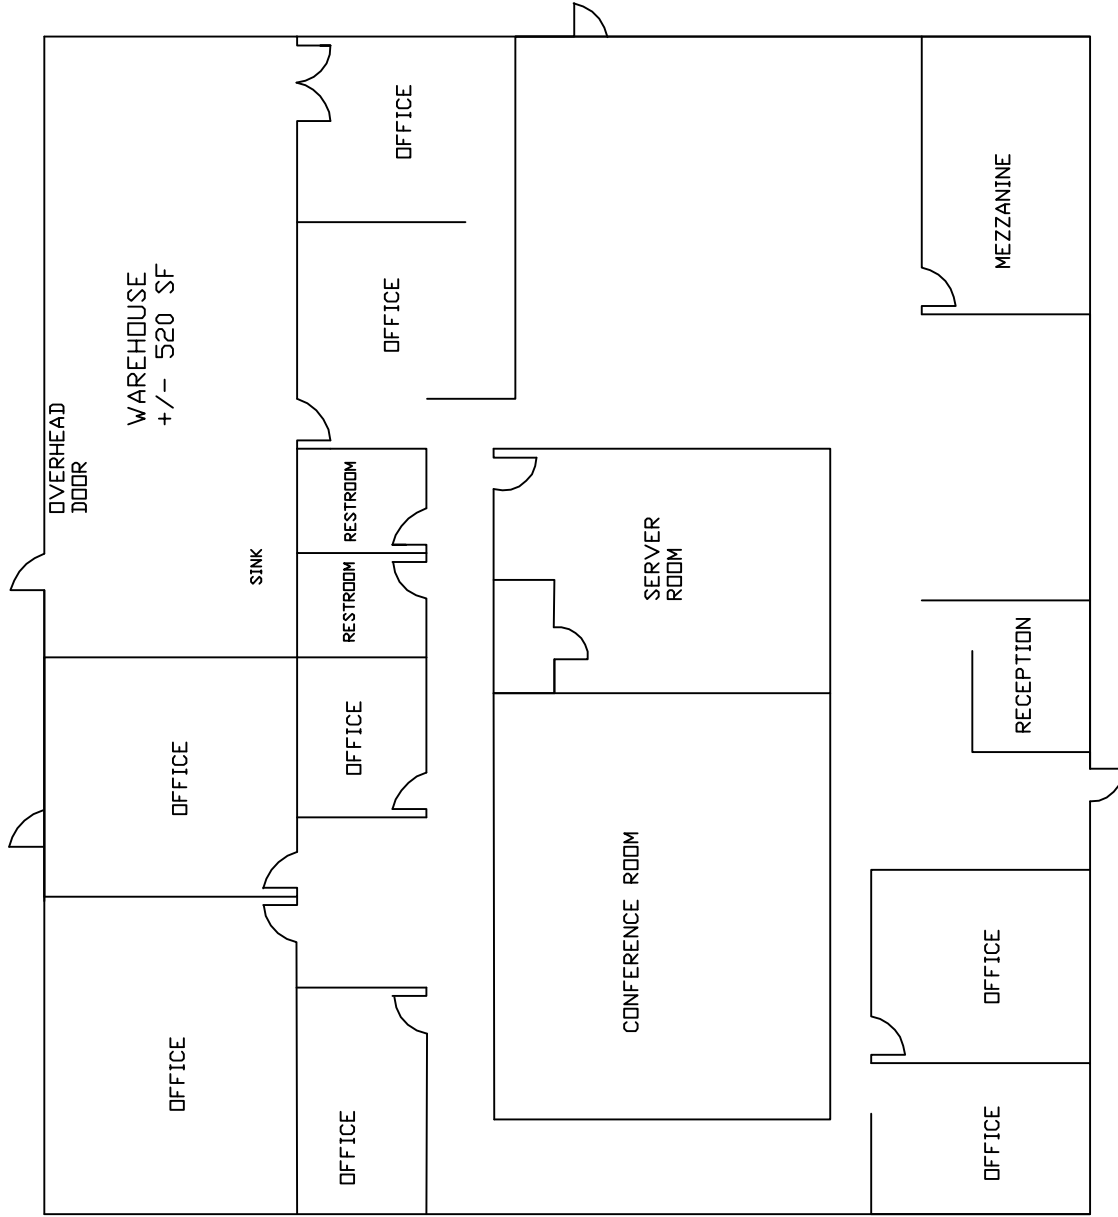 OFFICE
MEZZANINE
WAREHOUSE
+/- 520 SF
OFFICE
OVERHEAD
DOOR
RESTROOM
SERVER
ROOM
SINK
RESTROOM
RECEPTION
OFFICE
OFFICE
CONFERENCE ROOM
OFFICE
OFFICE
OFFICE
OFFICE